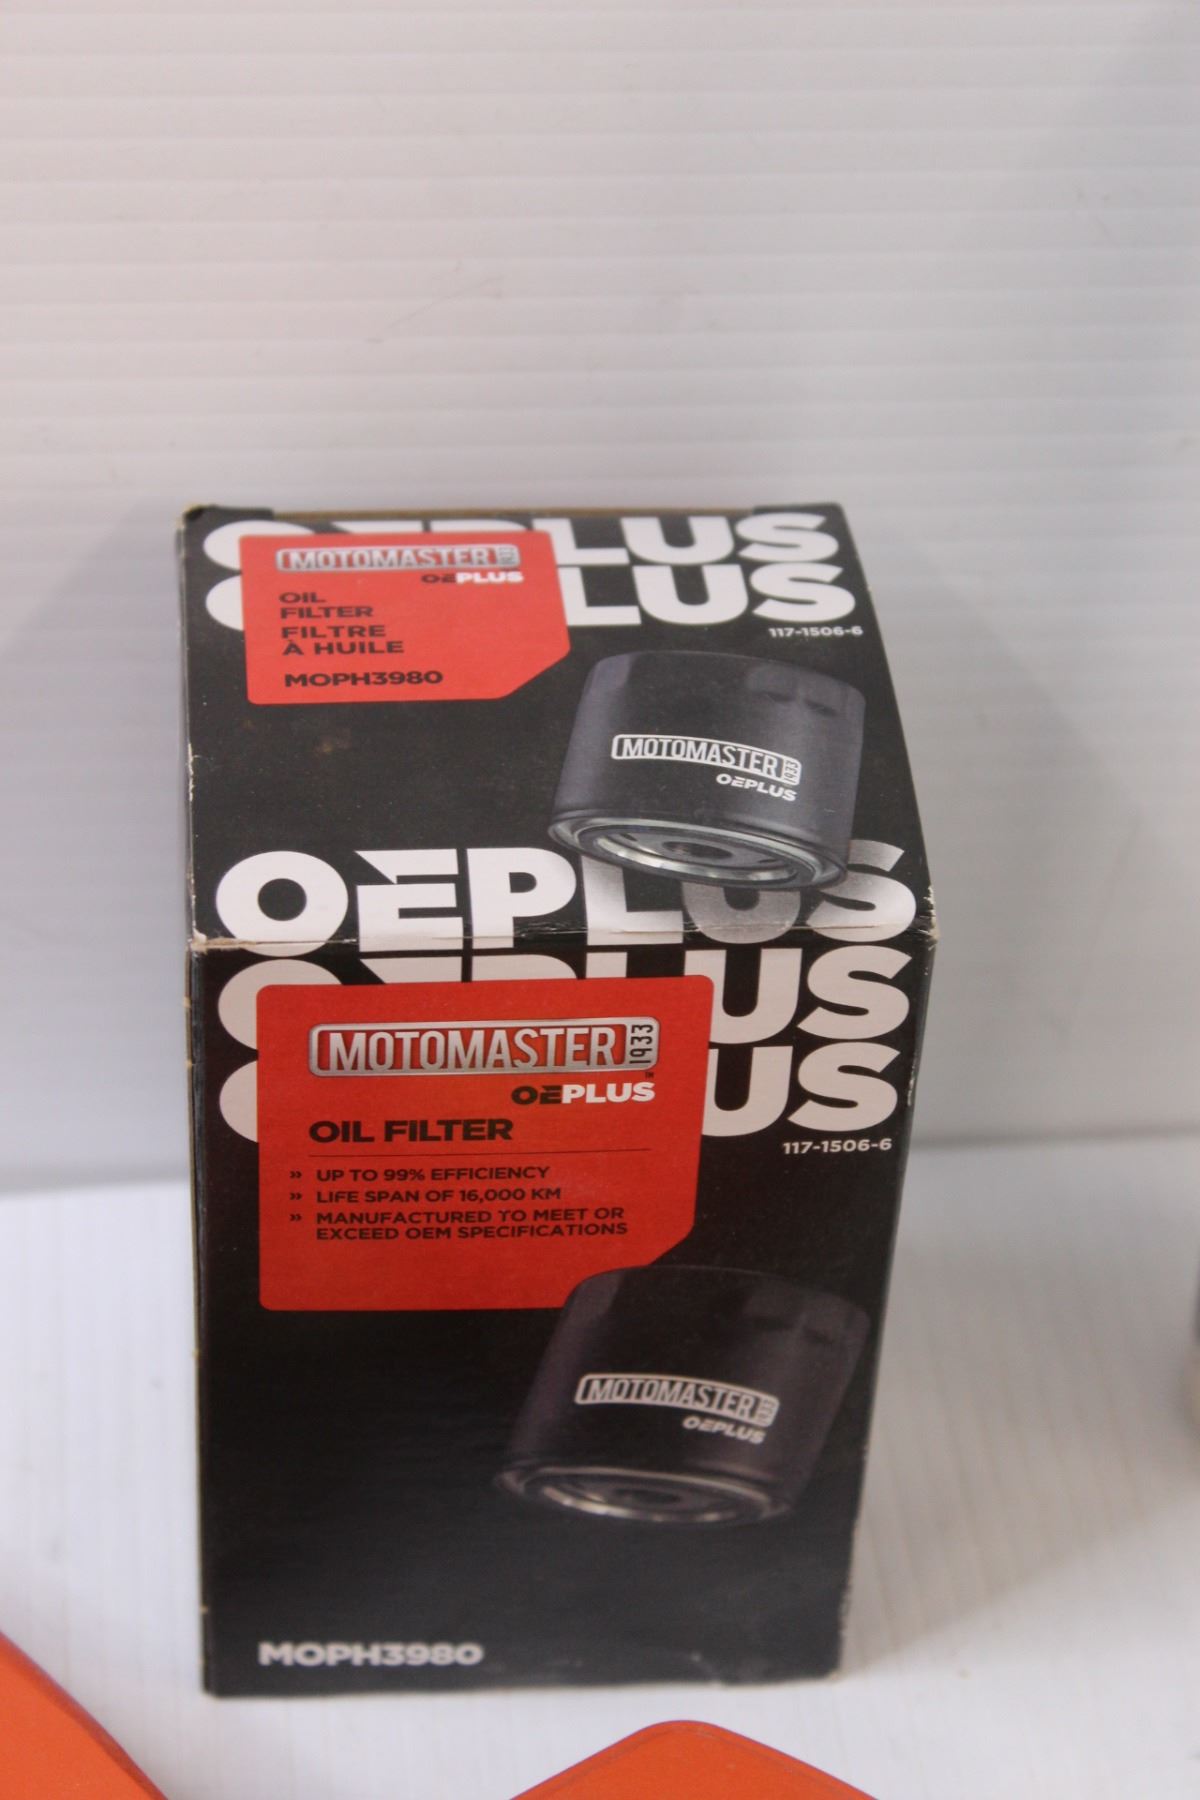 OEPLUS
OEPLUS
MOTOMASTER 1933
OEPLUS
OIL
FILTER
FILTRE
À HUILE
MOPH3980
117-1506-6
MOTOMASTER 1933
OEPLUS
OEPLUS
OEPLUS
US
MOTOMASTER 1933
TM
OEPLUS
OIL FILTER
» UP TO 99% EFFICIENCY
» LIFE SPAN OF 16,000 KM
» MANUFACTURED TO MEET OR
EXCEED OEM SPECIFICATIONS
117-1506-6
MOTOMASTER 1933
OEPLUS
MOPH3980